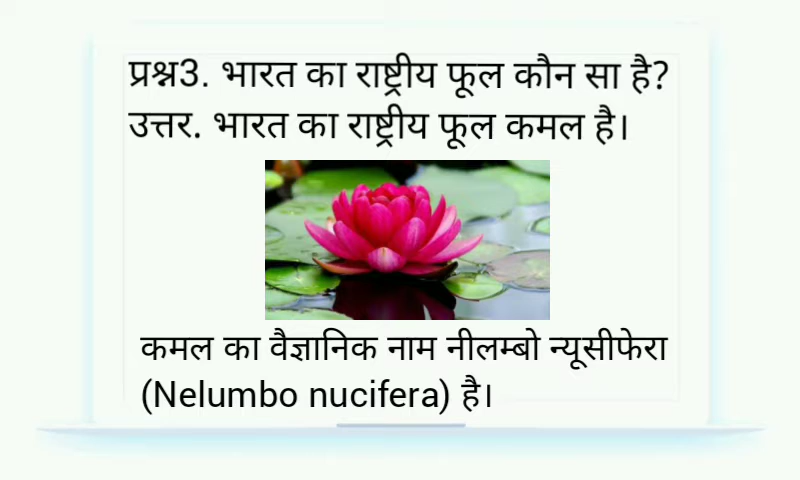 प्रश्न3. भारत का राष्ट्रीय फूल कौन सा है?
उत्तर. भारत का राष्ट्रीय फूल कमल है।
कमल का वैज्ञानिक नाम नीलम्बो न्यूसीफेरा
(Nelumbo nucifera) है।